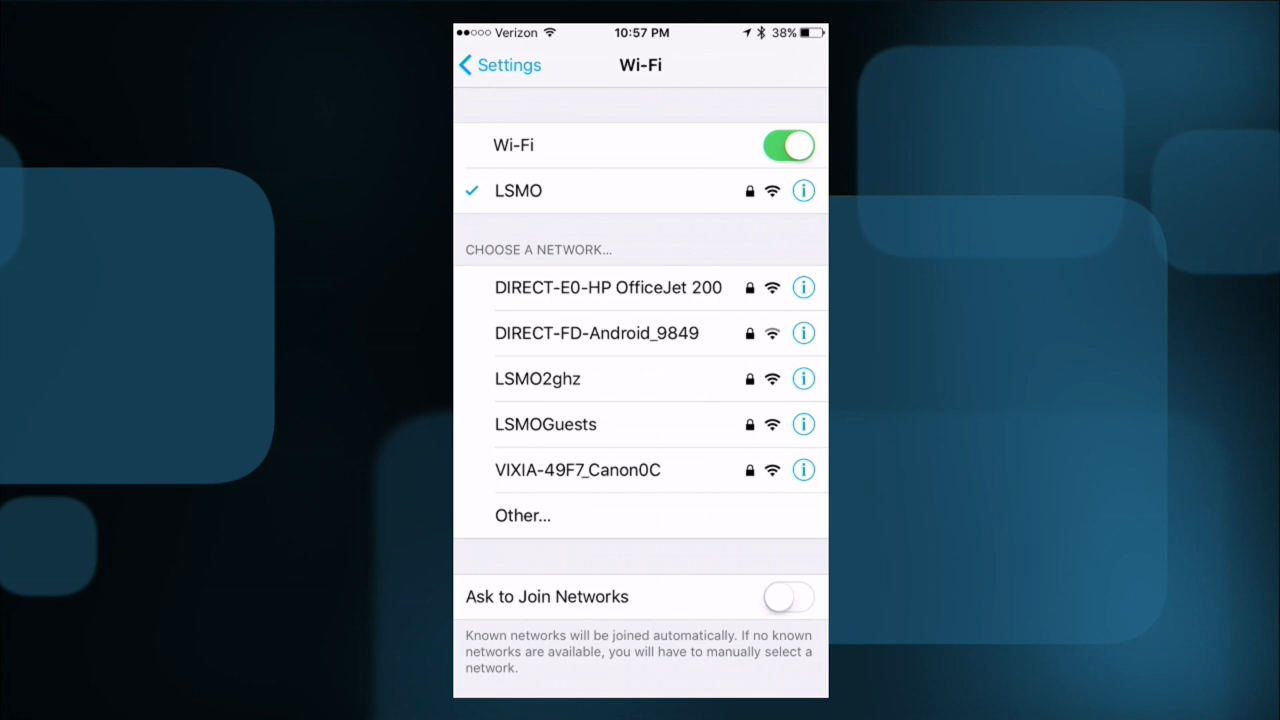 Verizon 10:57 PM 38%
Settings Wi-Fi
Wi-Fi
LSMO
CHOOSE A NETWORK...
DIRECT-E0-HP OfficeJet 200
DIRECT-FD-Android_9849
LSMO2ghz
LSMOGuests
VIXIA-49F7_Canon0C
Other...
Ask to Join Networks
Known networks will be joined automatically. If no known
networks are available, you will have to manually select a
network.